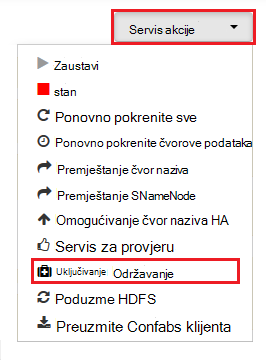 Servis akcije
Zaustavi
stan
Ponovno pokrenite sve
Ponovno pokrenite čvorove podataka
Premještanje čvor naziva
Premještanje SNameNode
Omogućivanje čvor naziva HA
Servis za provjeru
Uključivanje Održavanje
Poduzme HDFS
Preuzmite Confabs klijenta